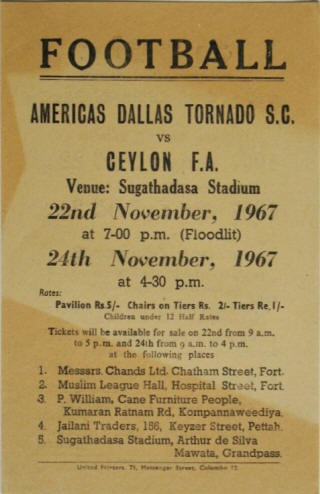 FOOTBALL
AMERICAS DALLAS TORNADO S.C.
VS
CEYLON F.A.
Venue: Sugathadasa Stadium
22nd November, 1967
at 7-00 p.m. (Floodlit)
24th November, 1967
at 4-30 p.m.
Rates:
Pavilion Rs. 5/- Chairs on Tiers Rs. 2/- Tiers Re. 1/-
Children under 12 Half Rates
Tickets will be available for sale on 22nd from 9 a.m.
to 5 p.m. and 24th from 9 a.m. to 4 p.m.
at the following places
1. Messrs. Chands Ltd. Chatham Street, Fort.
2. Muslim League Hall, Hospital Street, Fort.
3. P. William, Cane Furniture People,
Kumaran Ratnam Rd, Kompannaweediya.
4. Jailani Traders, 156, Keyzer Street, Pettah.
5. Sugathadasa Stadium, Arthur de Silva
Mawata, Grandpass.
United Printers, 71, Messenger Street, Colombo 12.